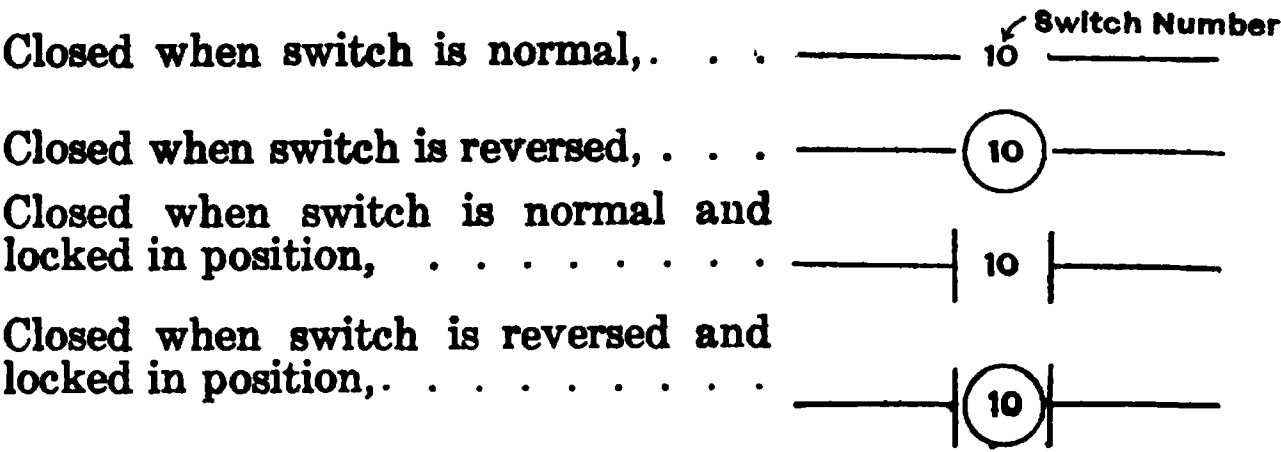 Switch Number
Closed when switch is normal, . . . 10
Closed when switch is reversed, . . . 10
Closed when switch is normal and
locked in position, . . . . . . . . 10
Closed when switch is reversed and
locked in position, . . . . . . . . . 10